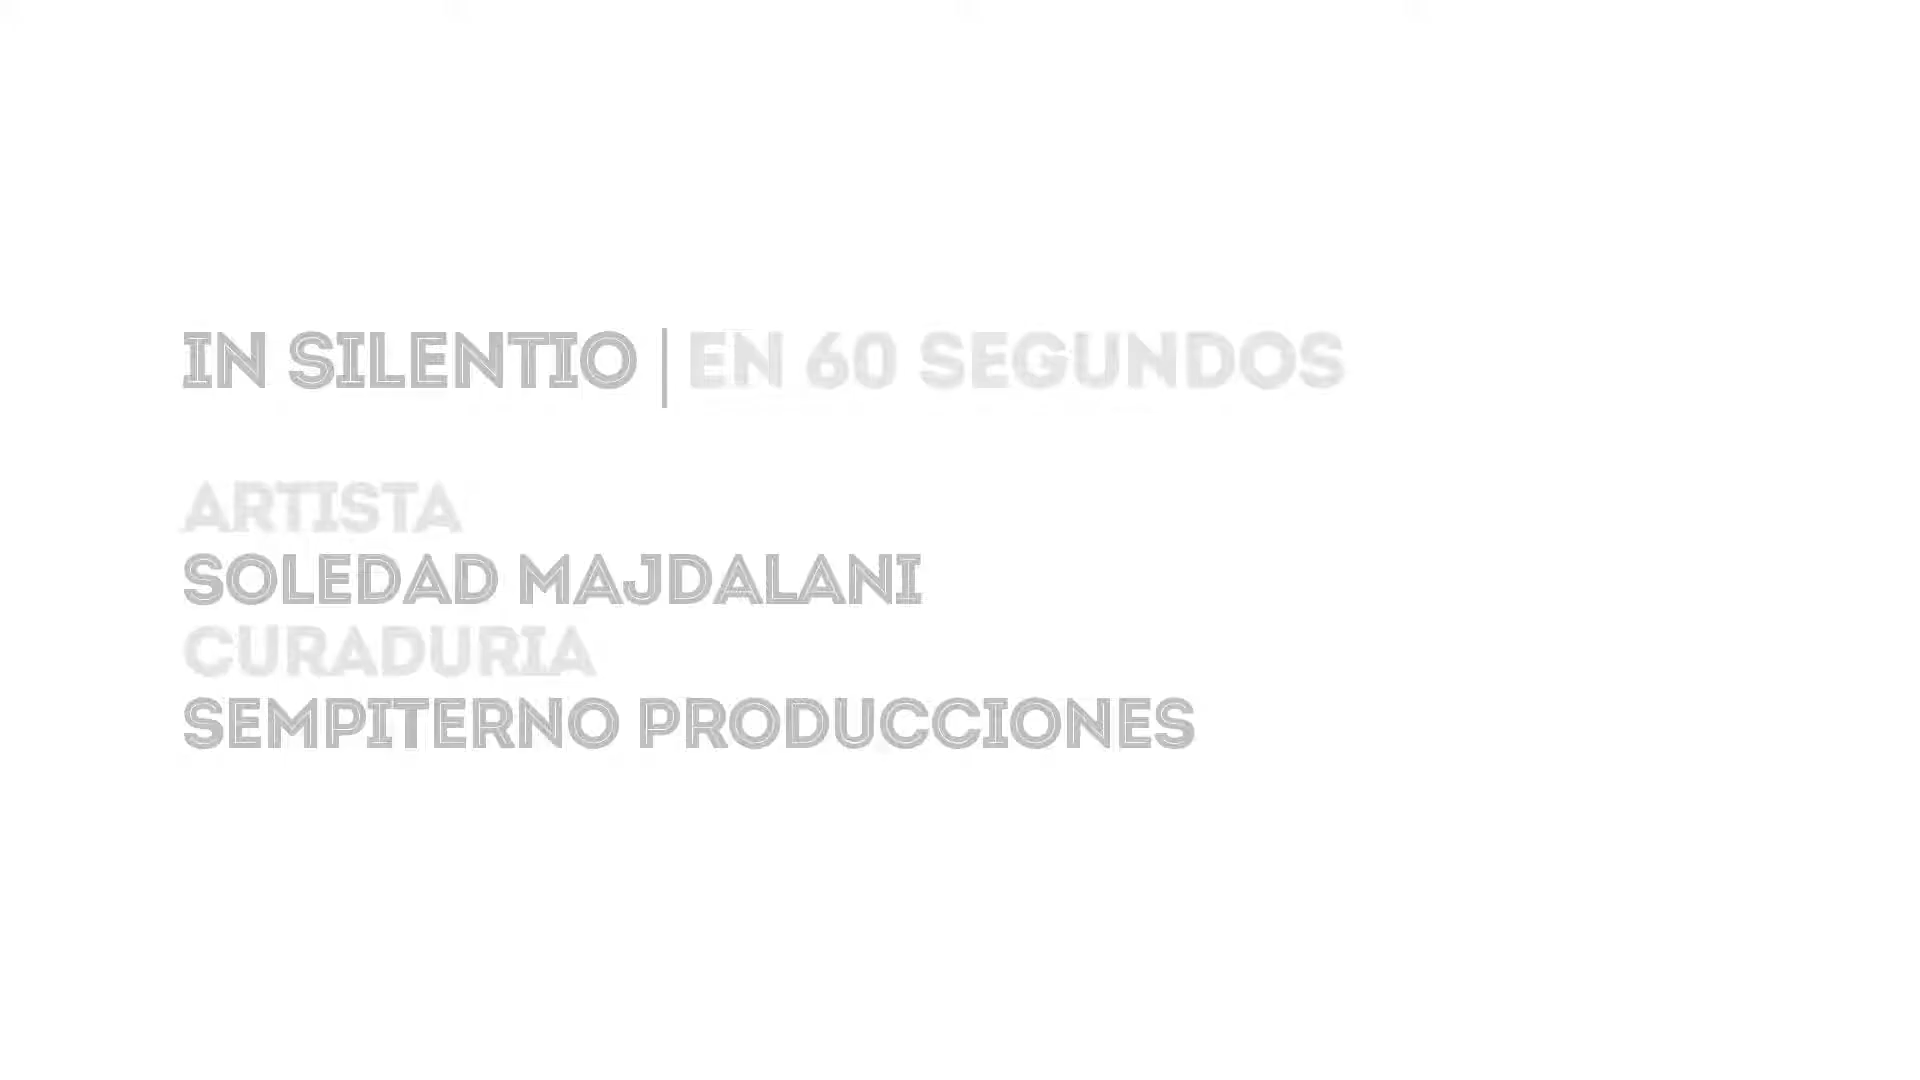 IN SILENTIO | EN 60 SEGUNDOS
ARTISTA
SOLEDAD MAJDALANI
CURADURIA
SEMPITERNO PRODUCCIONES